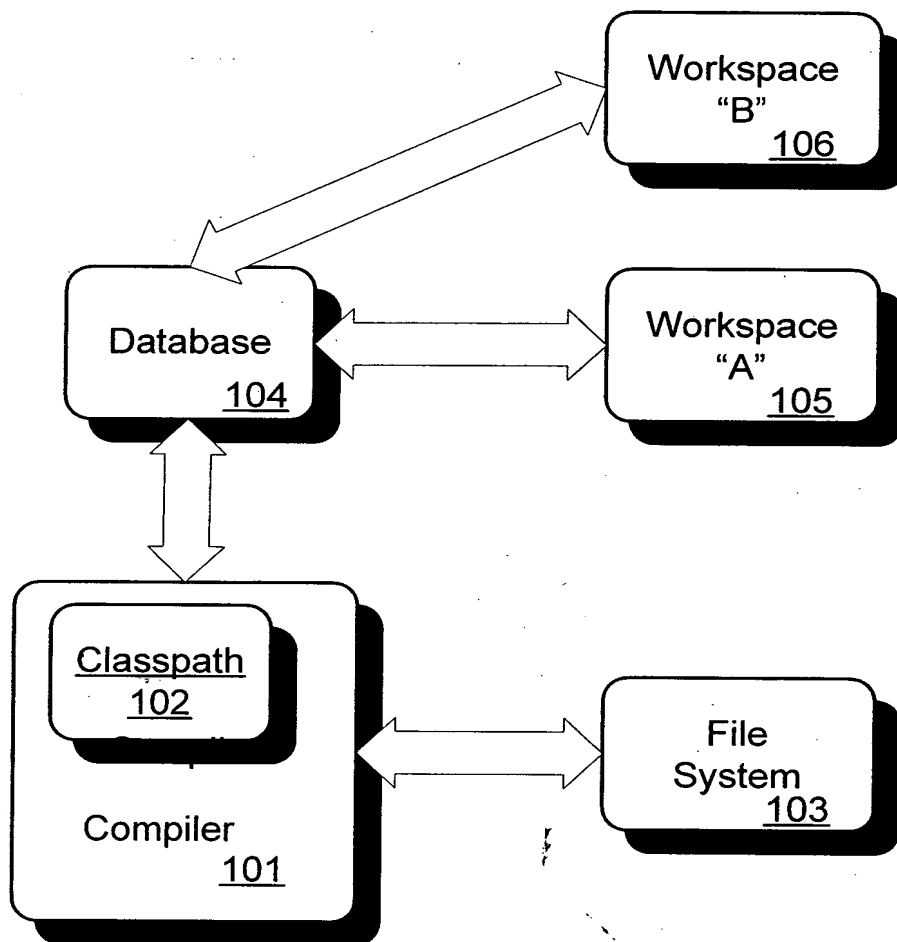 Workspace
“B”
106
Database
104
Workspace
“A”
105
Classpath
102
Compiler
101
File
System
103